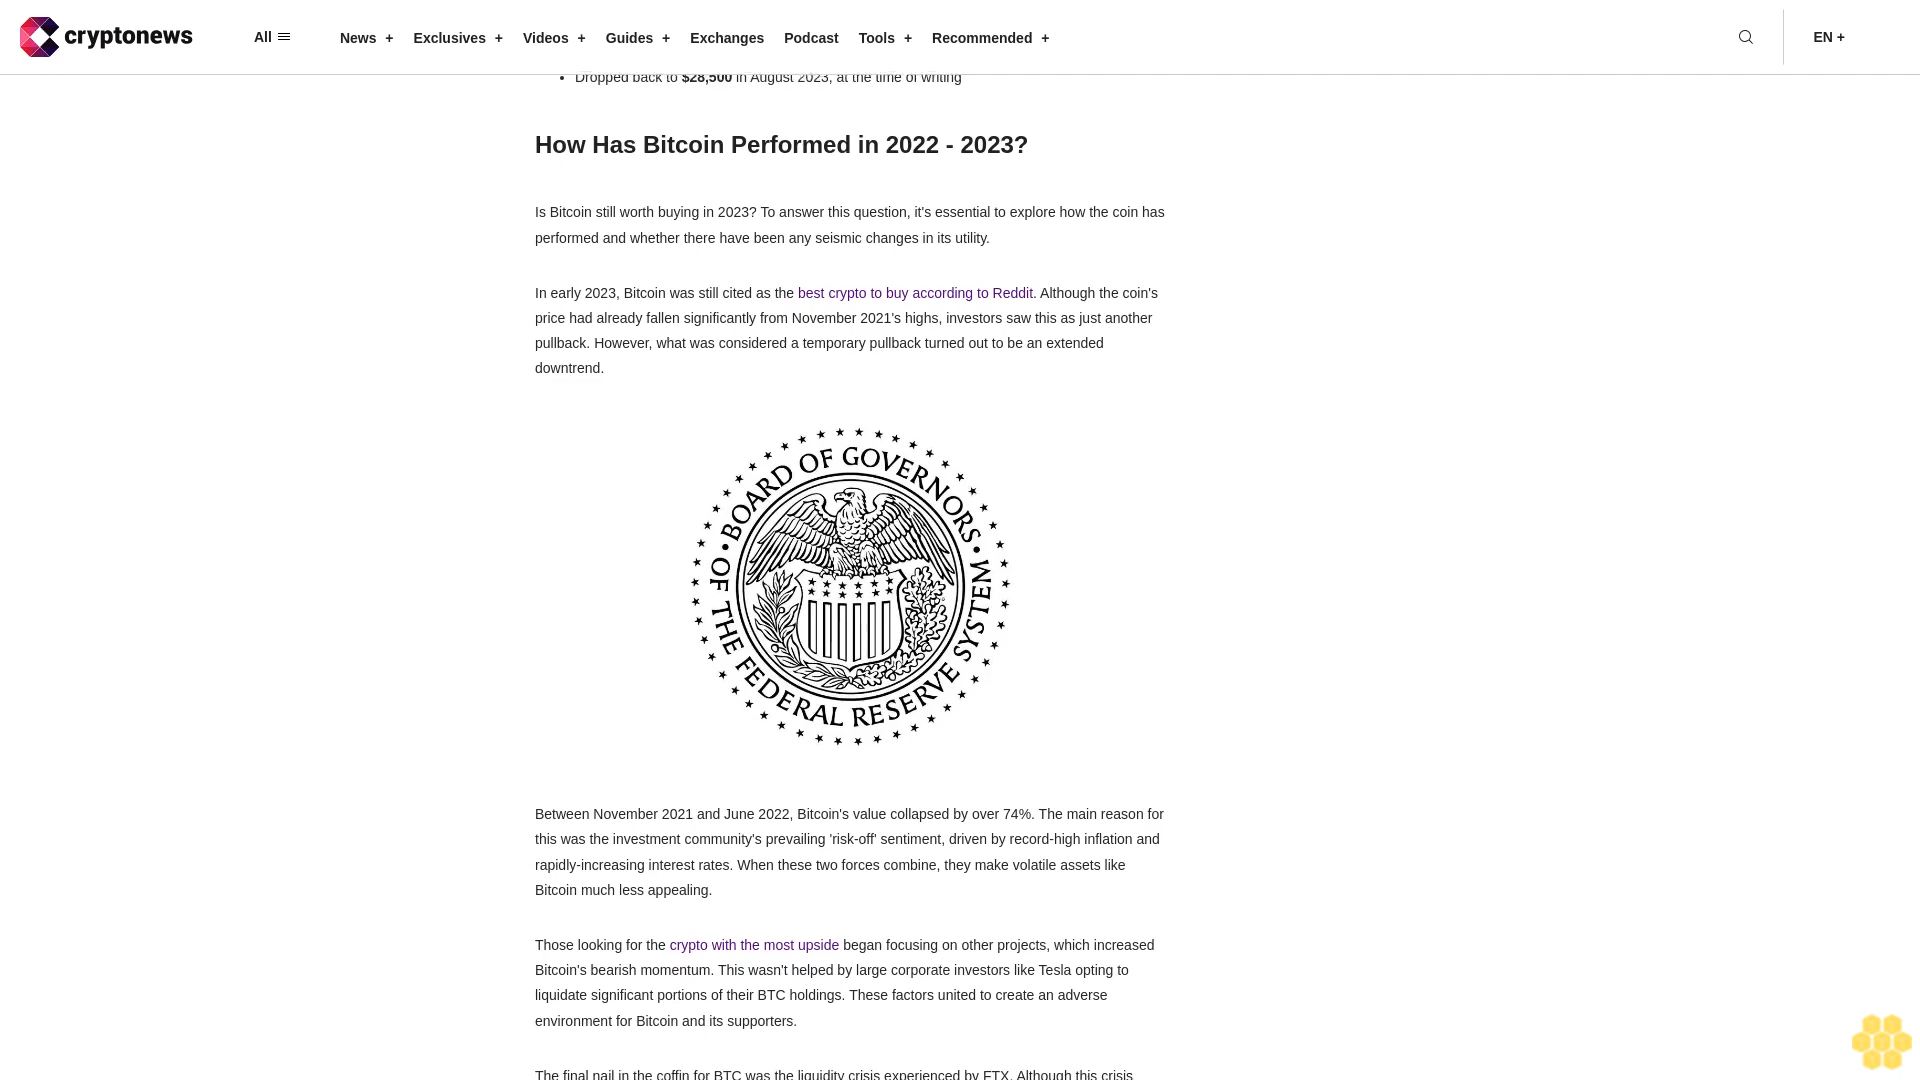 cryptonews
All
News +
Exclusives +
Videos +
Guides +
Exchanges
Podcast
Tools +
Recommended +
EN +
Dropped back to $28,500 in August 2023, at the time of writing
How Has Bitcoin Performed in 2022 - 2023?
Is Bitcoin still worth buying in 2023? To answer this question, it's essential to explore how the coin has
performed and whether there have been any seismic changes in its utility.
In early 2023, Bitcoin was still cited as the best crypto to buy according to Reddit. Although the coin's
price had already fallen significantly from November 2021's highs, investors saw this as just another
pullback. However, what was considered a temporary pullback turned out to be an extended
downtrend.
BOARD OF GOVERNORS
OF THE FEDERAL RESERVE SYSTEM
Between November 2021 and June 2022, Bitcoin's value collapsed by over 74%. The main reason for
this was the investment community's prevailing 'risk-off' sentiment, driven by record-high inflation and
rapidly-increasing interest rates. When these two forces combine, they make volatile assets like
Bitcoin much less appealing.
Those looking for the crypto with the most upside began focusing on other projects, which increased
Bitcoin's bearish momentum. This wasn't helped by large corporate investors like Tesla opting to
liquidate significant portions of their BTC holdings. These factors united to create an adverse
environment for Bitcoin and its supporters.
The final nail in the coffin for BTC was the liquidity crisis experienced by FTX. Although this crisis